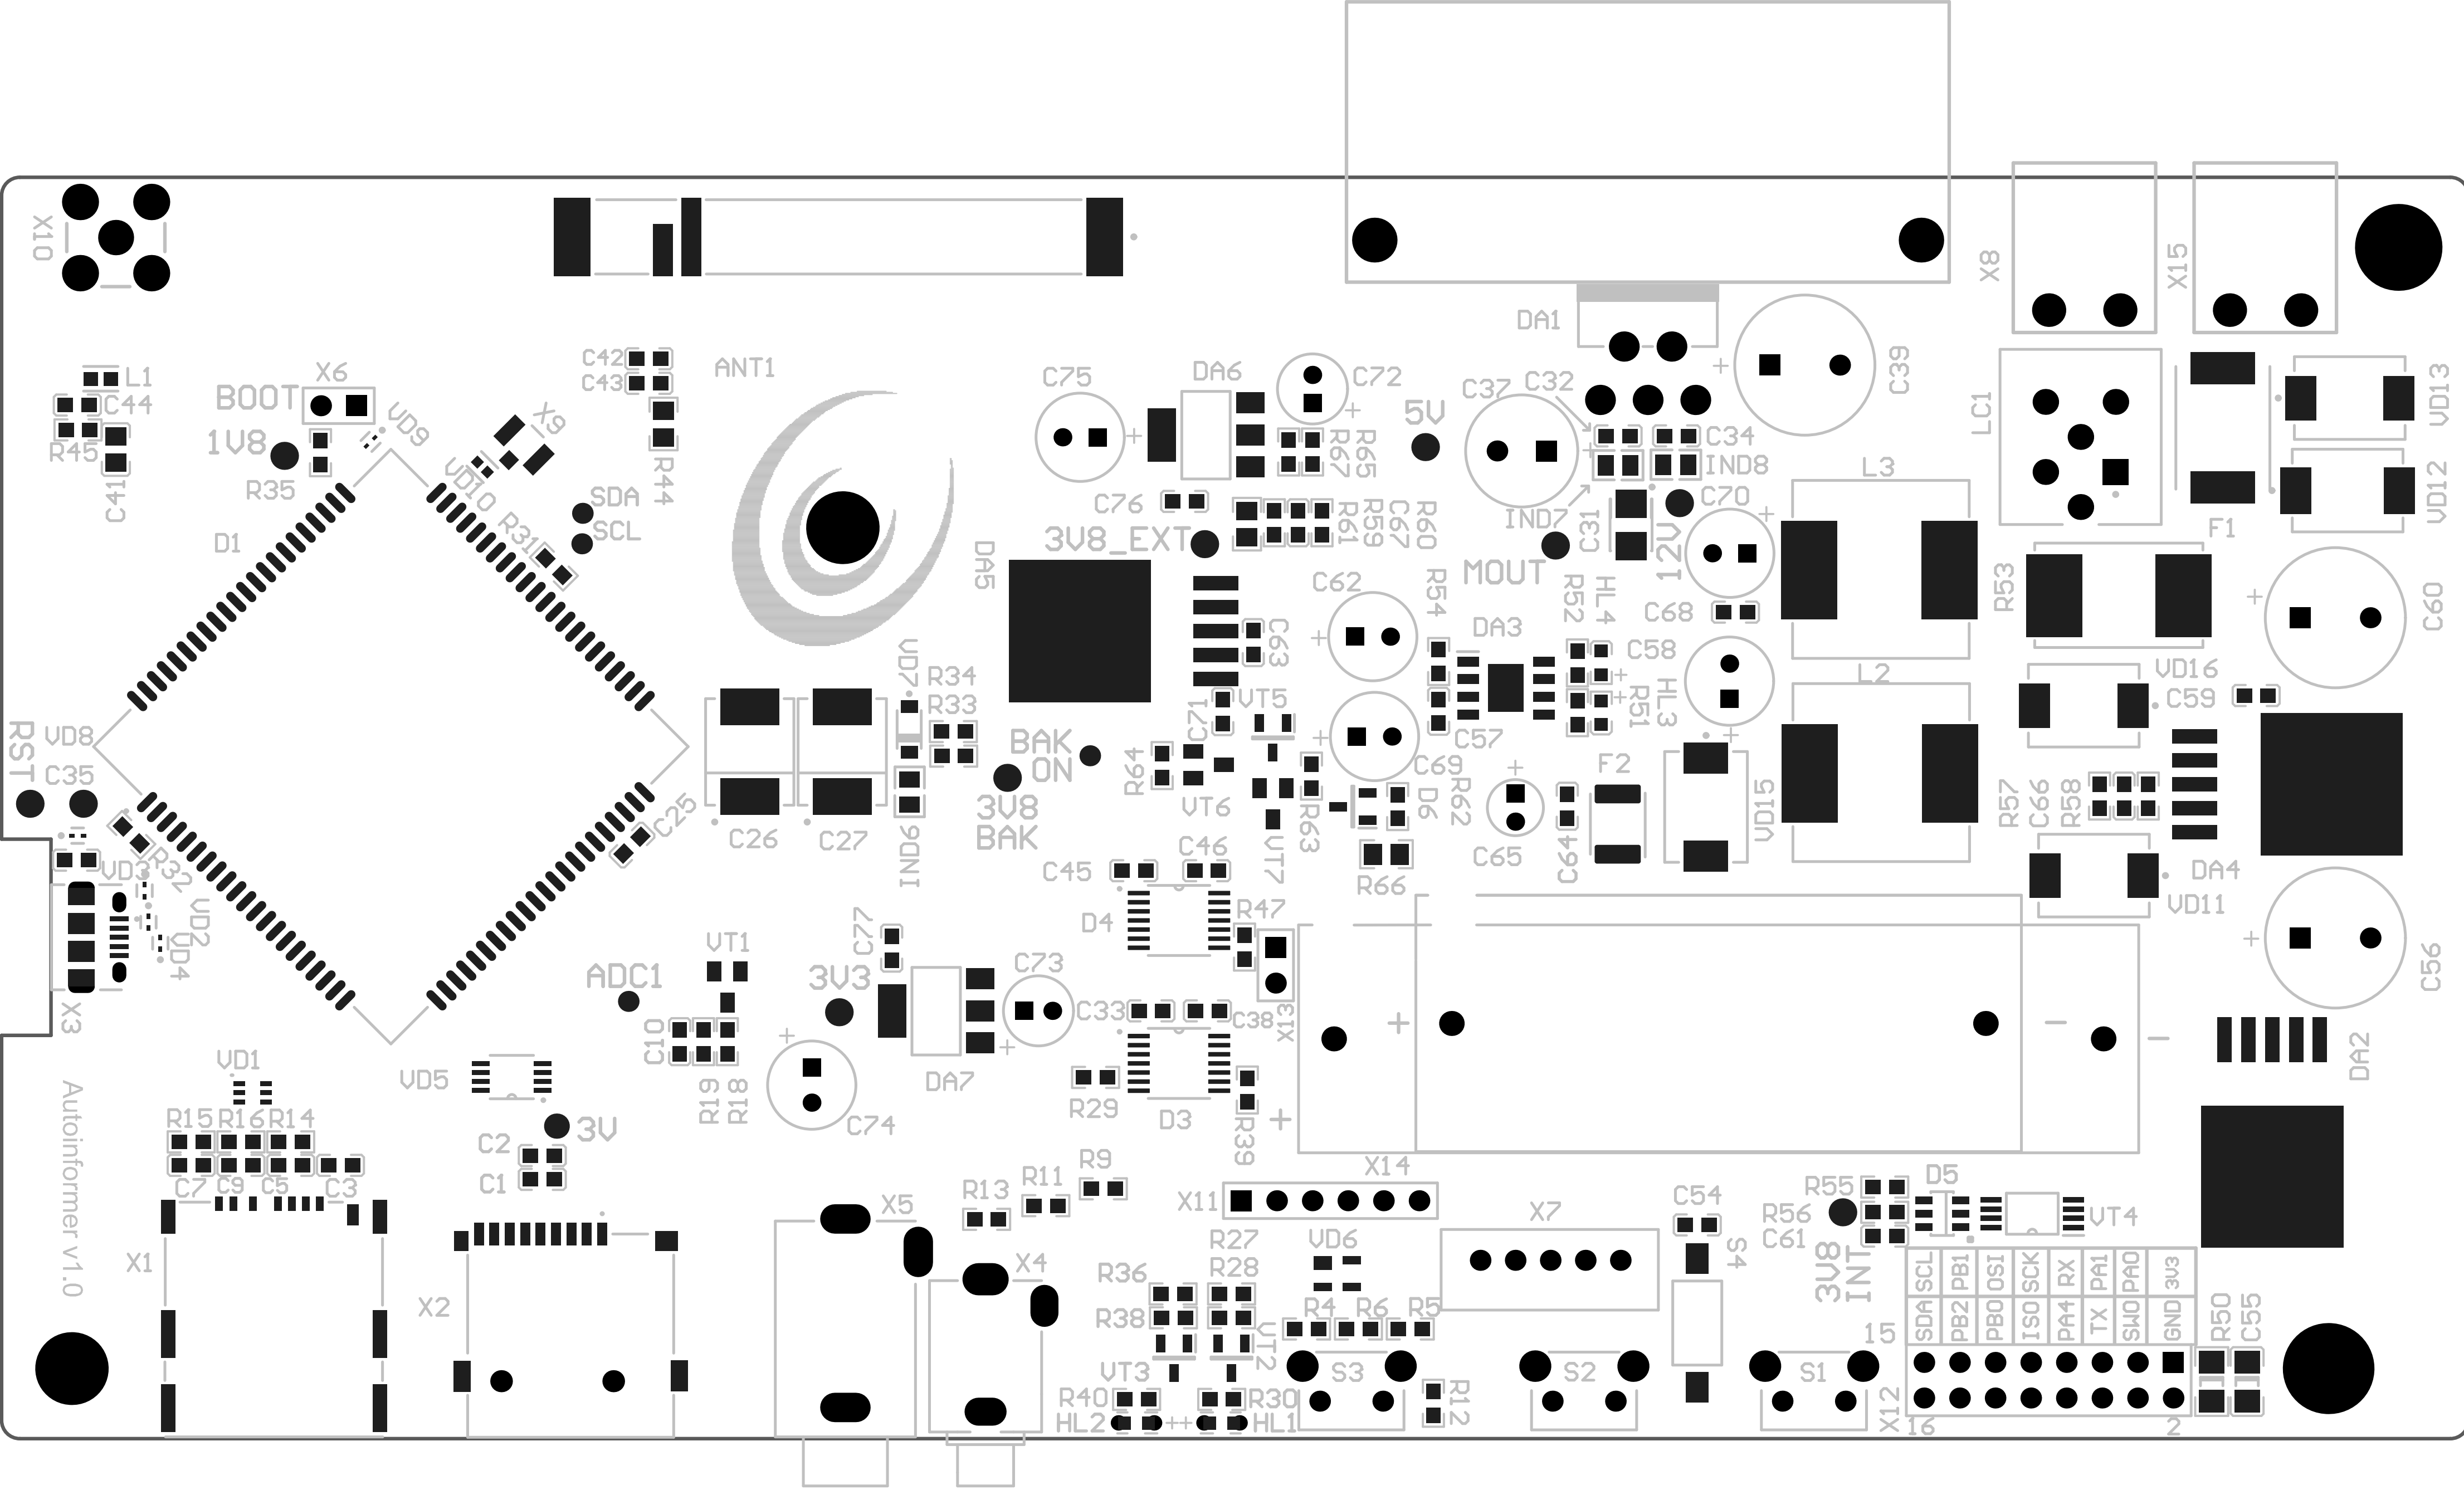 X10
X8
X15
DA1
C39
L1
C44
R45
C41
BOOT
X6
1V8
R35
VD9
VD10
X9
C42
C43
R44
ANT1
SDA
SCL
R31
D1
C75
DA6
C72
C76
3V8_EXT
R67
R65
R61
R59
C67
R60
5V
C37
C32
C34
IND8
IND7
C31
C70
12V
MOUT
L3
LC1
F1
VD13
VD12
R53
C60
DA5
C63
C62
R54
DA3
R52
HL4
C58
C68
R51
HL3
L2
VD16
C59
VD7
R34
R33
C71
VT5
C57
RST
VD8
C35
BAK
ON
3V8
BAK
R64
VT6
C69
D6
R62
R63
VT7
F2
VD15
R57
C66
R58
C65
C64
R66
DA4
VD11
C25
C26
C27
IND6
R32
VD3
VD2
VD4
X3
C45
C46
D4
R47
C77
C73
VT1
ADC1
3V3
C33
C38
X13
C56
DA2
C10
R19
R18
C74
DA7
R29
D3
R39
VD1
VD5
R15
R16
R14
3V
C2
C1
C7
C9
C5
C3
Autoinformer v1.0
X1
X2
X5
R13
R11
R9
X4
X14
X11
X7
C54
S4
R27
R28
R36
R38
VD6
R4
R6
R5
R55
R56
C61
D5
VT4
3V8
INT
SCL
PB1
OSI
SCK
RX
PA1
PA0
3V3
SDA
PB2
PB0
ISO
PA4
TX
SWO
GND
R50
C55
15
VT3
VT2
R40
R30
HL2
HL1
S3
R12
S2
S1
X12
16
2